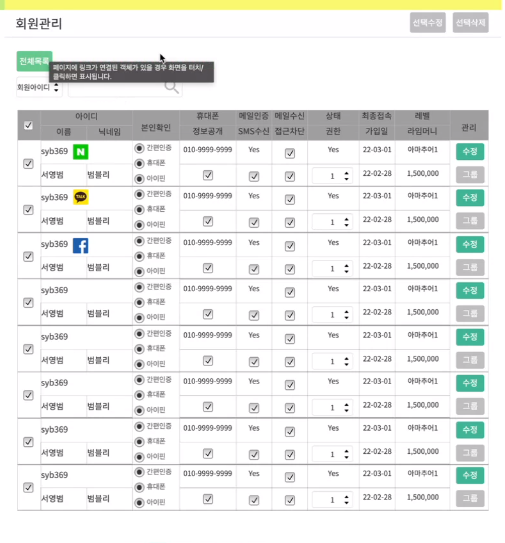 회원관리
선택수정 선택삭제
전체목록
페이지에 링크가 연결된 객체가 있을 경우 화면을 터치/
클릭하면 표시됩니다.
회원아이디
아이디 본인확인 휴대폰 메일인증 메일수신 상태 최종접속 레벨 관리
이름 닉네임 정보공개 SMS수신 접근차단 권한 가입일 라임머니
syb369 N 간편인증 010-9999-9999 Yes Yes 22-03-01 아마추어1 수정
휴대폰
서영범 범블리 아이핀 1 22-02-28 1,500,000 그룹
syb369 TALK 간편인증 010-9999-9999 Yes Yes 22-03-01 아마추어1 수정
휴대폰
서영범 범블리 아이핀 1 22-02-28 1,500,000 그룹
syb369 f 간편인증 010-9999-9999 Yes Yes 22-03-01 아마추어1 수정
휴대폰
서영범 범블리 아이핀 1 22-02-28 1,500,000 그룹
syb369 간편인증 010-9999-9999 Yes Yes 22-03-01 아마추어1 수정
휴대폰
서영범 범블리 아이핀 1 22-02-28 1,500,000 그룹
syb369 간편인증 010-9999-9999 Yes Yes 22-03-01 아마추어1 수정
휴대폰
서영범 범블리 아이핀 1 22-02-28 1,500,000 그룹
syb369 간편인증 010-9999-9999 Yes Yes 22-03-01 아마추어1 수정
휴대폰
서영범 범블리 아이핀 1 22-02-28 1,500,000 그룹
syb369 간편인증 010-9999-9999 Yes Yes 22-03-01 아마추어1 수정
휴대폰
서영범 범블리 아이핀 1 22-02-28 1,500,000 그룹
syb369 간편인증 010-9999-9999 Yes Yes 22-03-01 아마추어1 수정
휴대폰
서영범 범블리 아이핀 1 22-02-28 1,500,000 그룹